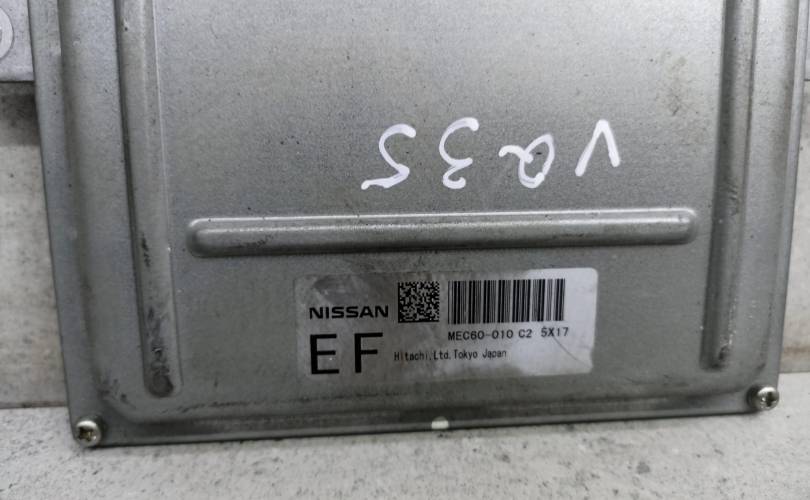 VQ35
NISSAN
MEC60-010 C2 5X17
EF
Hitachi,Ltd.Tokyo Japan